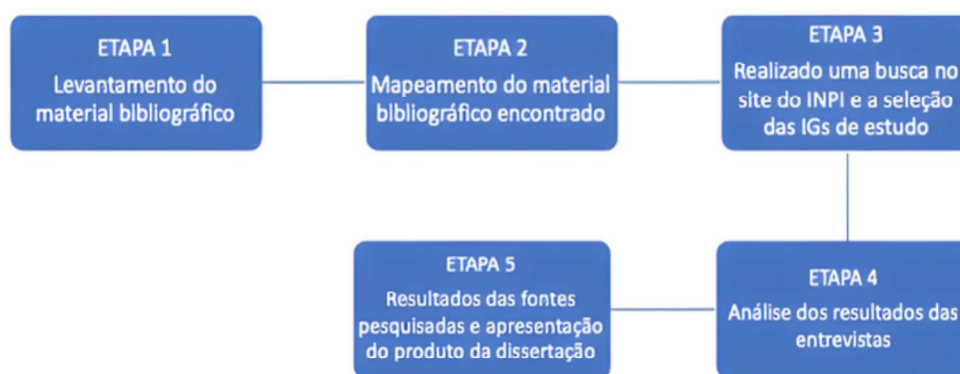 ETAPA 1
Levantamento do
material bibliográfico
ETAPA 2
Mapeamento do material
bibliográfico encontrado
ETAPA 3
Realizado uma busca no
site do INPI e a seleção
das IGs de estudo
ETAPA 4
Análise dos resultados das
entrevistas
ETAPA 5
Resultados das fontes
pesquisadas e apresentação
do produto da dissertação